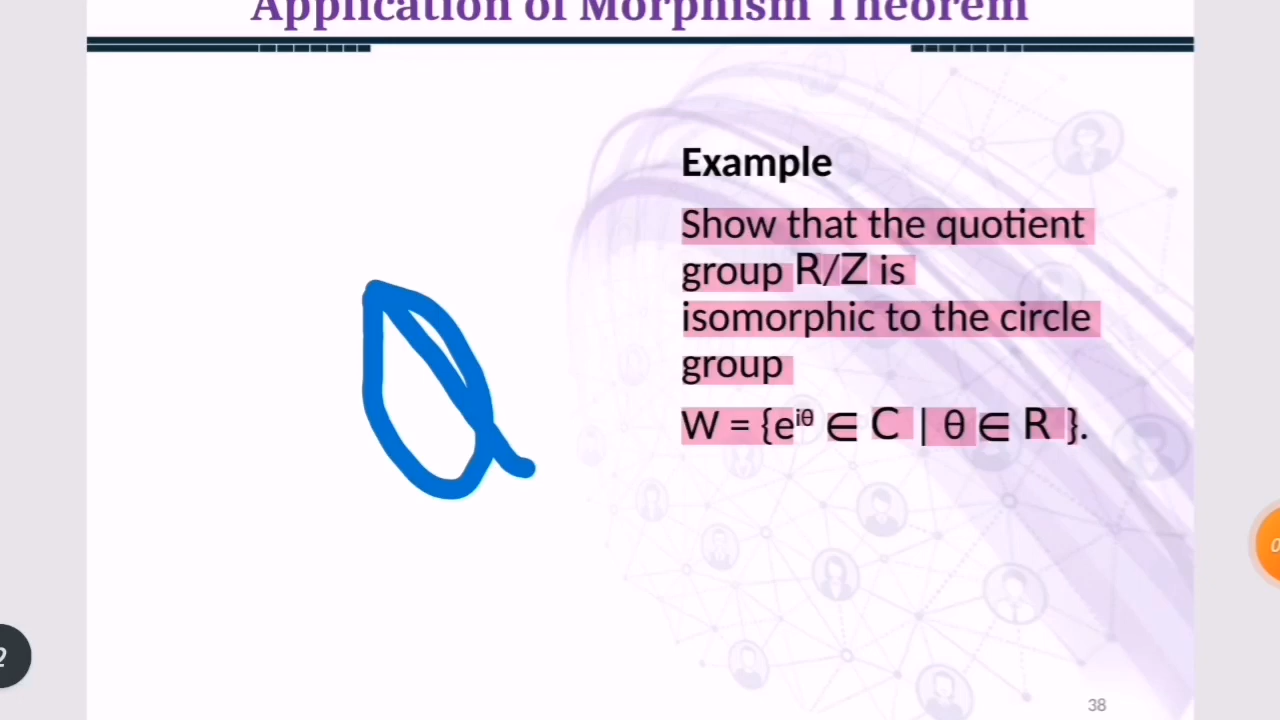 Application of Morphism Theorem
Example
Show that the quotient
group R/Z is
isomorphic to the circle
group
W = {e^{iθ} ∈ C | θ ∈ R }.
38